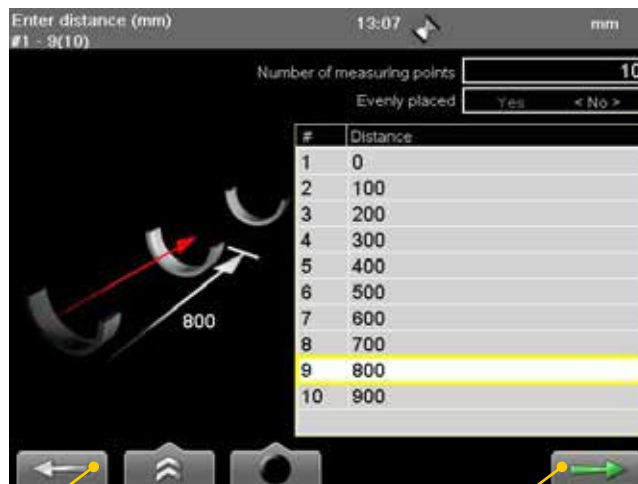 Enter distance (mm) 13:07 mm
#1 - 9(10)
Number of measuring points 10
Evenly placed Yes < No >
# Distance
1 0
2 100
3 200
4 300
5 400
6 500
7 600
8 700
9 800
10 900
800